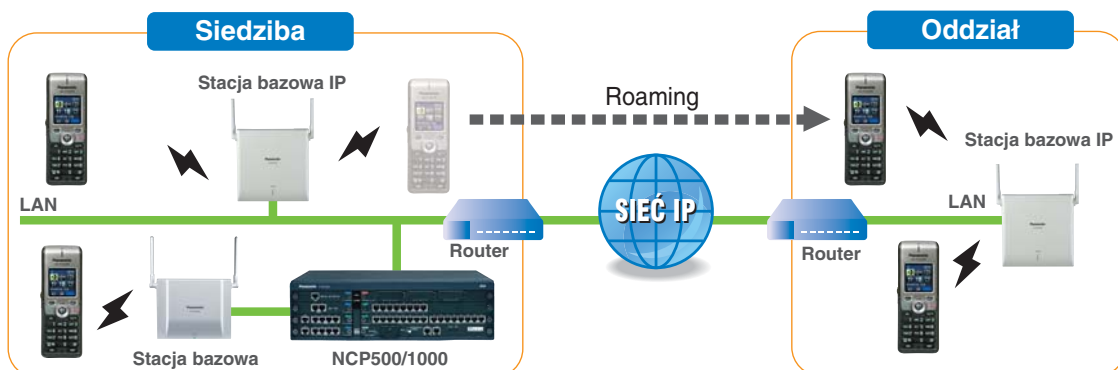 Siedziba
Oddział
Stacja bazowa IP
Roaming
Stacja bazowa IP
LAN
SIEĆ IP
LAN
Router
Router
Stacja bazowa
NCP500/1000
Panasonic